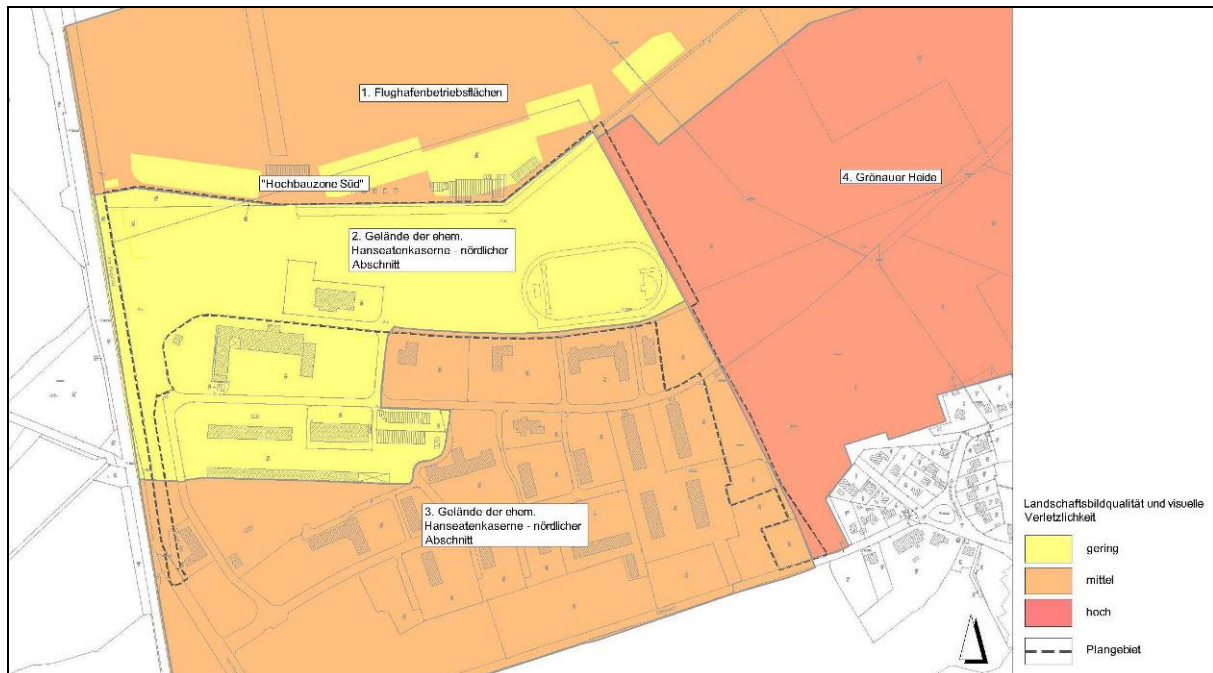 1. Flughafenbetriebsflächen
"Hochbauzone Süd"
4. Grönauer Heide
2. Gelände der ehem.
Hanseatenkaserne - nördlicher
Abschnitt
3. Gelände der ehem.
Hanseatenkaserne - nördlicher
Abschnitt
Landschaftsbildqualität und visuelle
Verletzlichkeit
gering
mittel
hoch
Plangebiet